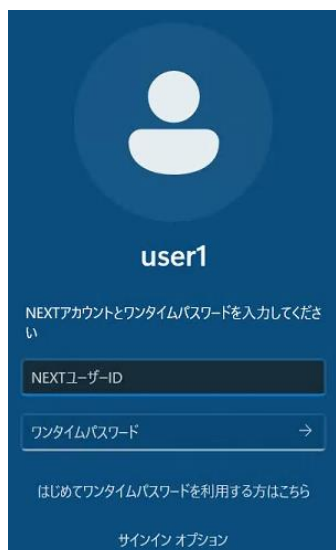 user1
NEXTアカウントとワンタイムパスワードを入力してくださ
い
NEXTユーザーID
ワンタイムパスワード
はじめてワンタイムパスワードを利用する方はこちら
サインイン オプション